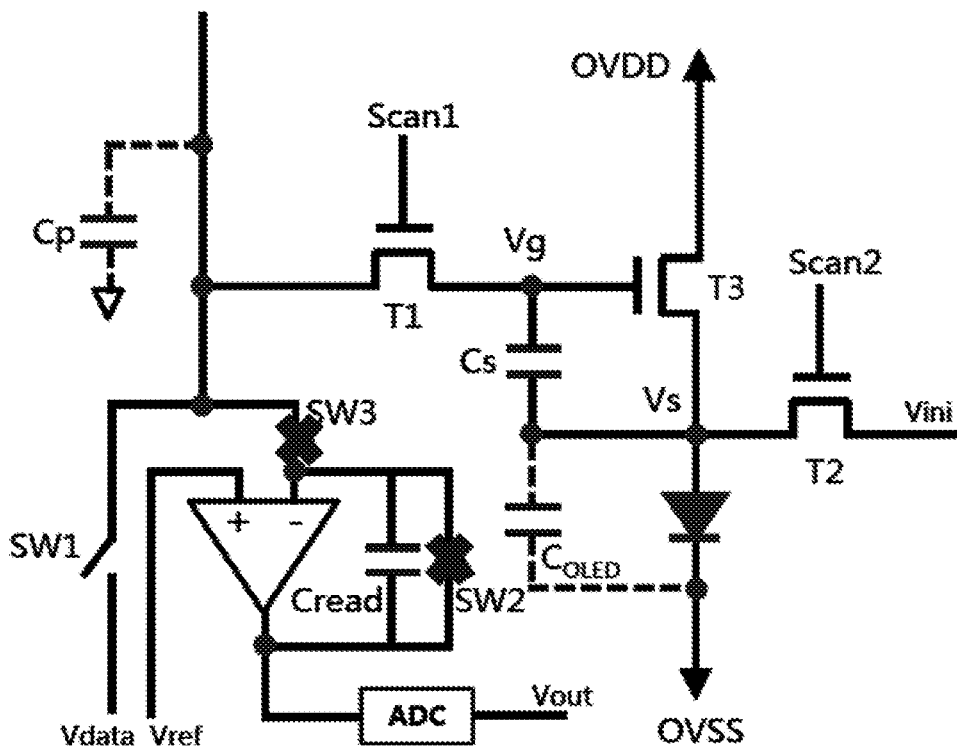 OVDD
Scan1
Cp
Vg
Scan2
T1
T3
Cs
Vs
Vini
SW3
T2
+
-
SW1
COLED
Cread
SW2
Vout
ADC
Vdata
Vref
OVSS